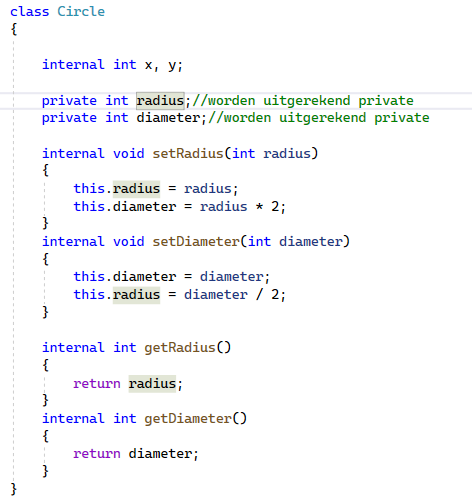 class Circle
{
internal int x, y;
private int radius;//worden uitgerekend private
private int diameter;//worden uitgerekend private
internal void setRadius(int radius)
{
this.radius = radius;
this.diameter = radius * 2;
}
internal void setDiameter(int diameter)
{
this.diameter = diameter;
this.radius = diameter / 2;
}
internal int getRadius()
{
return radius;
}
internal int getDiameter()
{
return diameter;
}
}